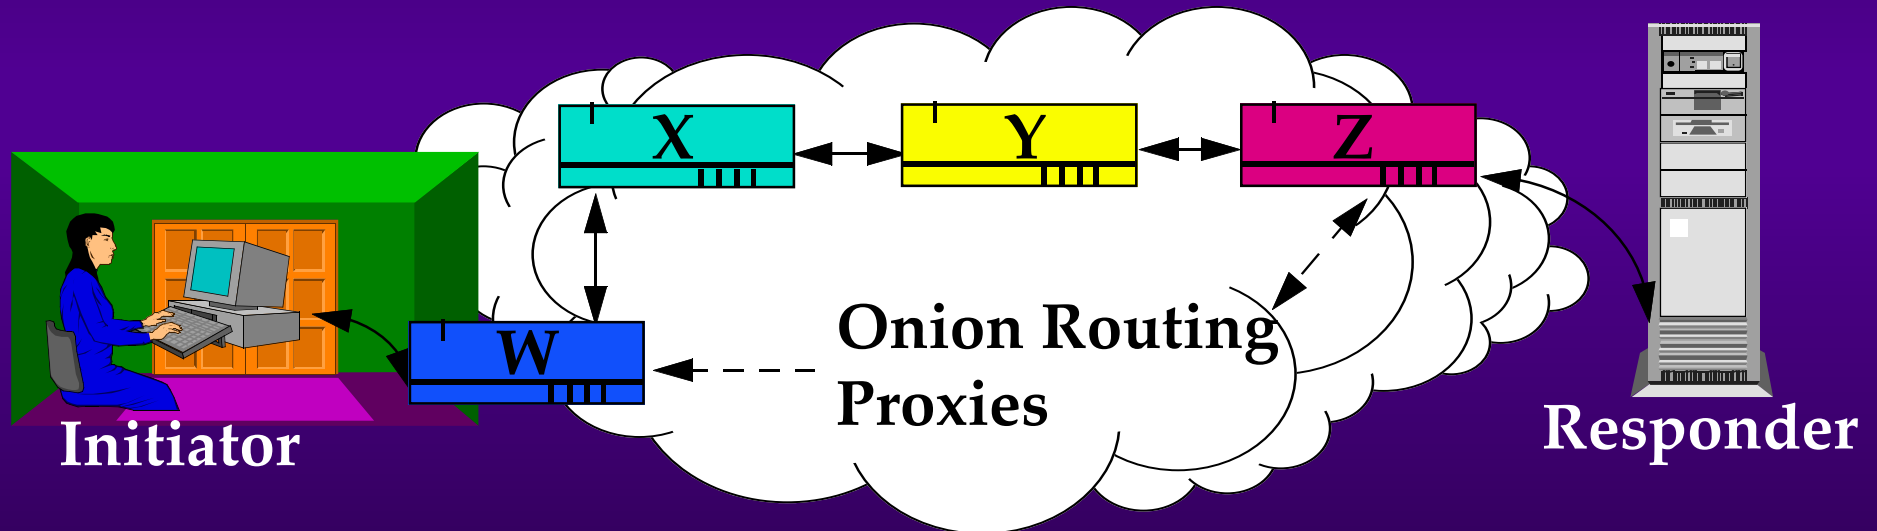 X
Y
Z
W
Onion Routing
Proxies
Initiator
Responder